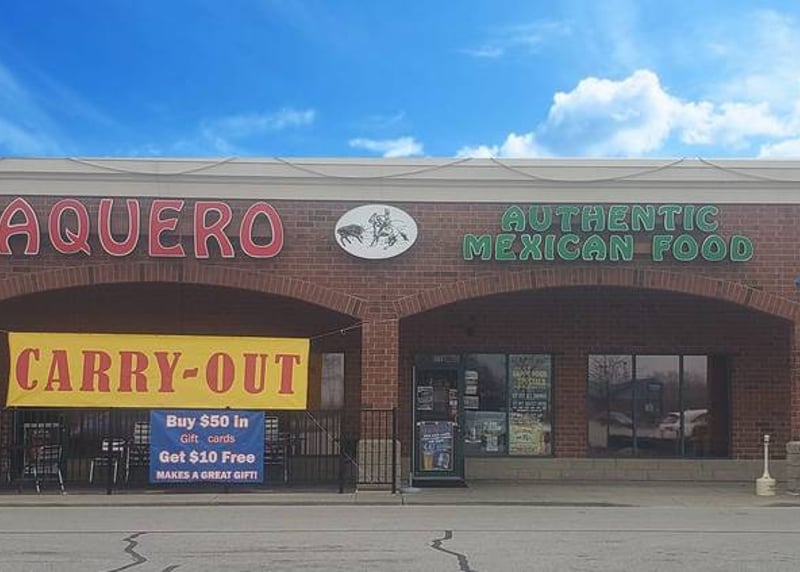 AQUERO
AUTHENTIC
MEXICAN FOOD
CARRY-OUT
Buy $50 in
Gift cards
Get $10 Free
MAKES A GREAT GIFT!